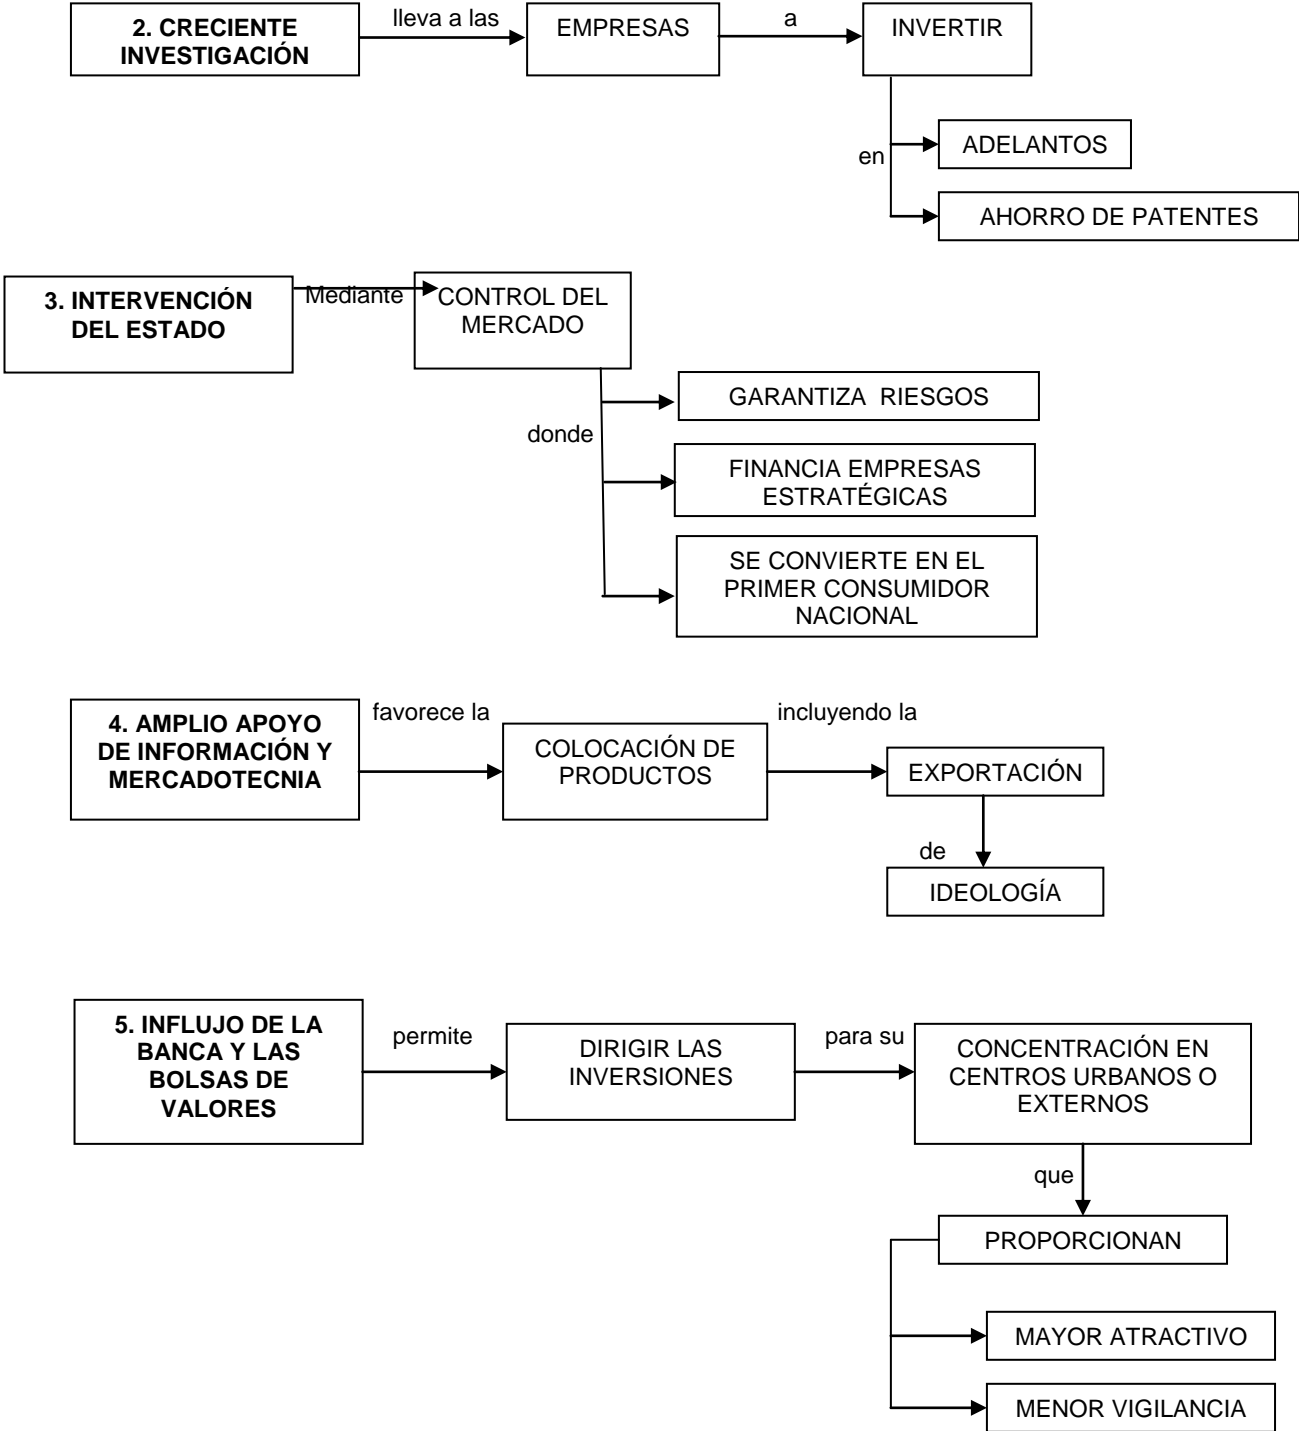 2. CRECIENTE
INVESTIGACIÓN
lleva a las
EMPRESAS
a
INVERTIR
en
ADELANTOS
AHORRO DE PATENTES
3. INTERVENCIÓN
DEL ESTADO
Mediante
CONTROL DEL
MERCADO
donde
GARANTIZA  RIESGOS
FINANCIA EMPRESAS
ESTRATÉGICAS
SE CONVIERTE EN EL
PRIMER CONSUMIDOR
NACIONAL
4. AMPLIO APOYO
DE INFORMACIÓN Y
MERCADOTECNIA
favorece la
COLOCACIÓN DE
PRODUCTOS
incluyendo la
EXPORTACIÓN
de
IDEOLOGÍA
5. INFLUJO DE LA
BANCA Y LAS
BOLSAS DE
VALORES
permite
DIRIGIR LAS
INVERSIONES
para su
CONCENTRACIÓN EN
CENTROS URBANOS O
EXTERNOS
que
PROPORCIONAN
MAYOR ATRACTIVO
MENOR VIGILANCIA